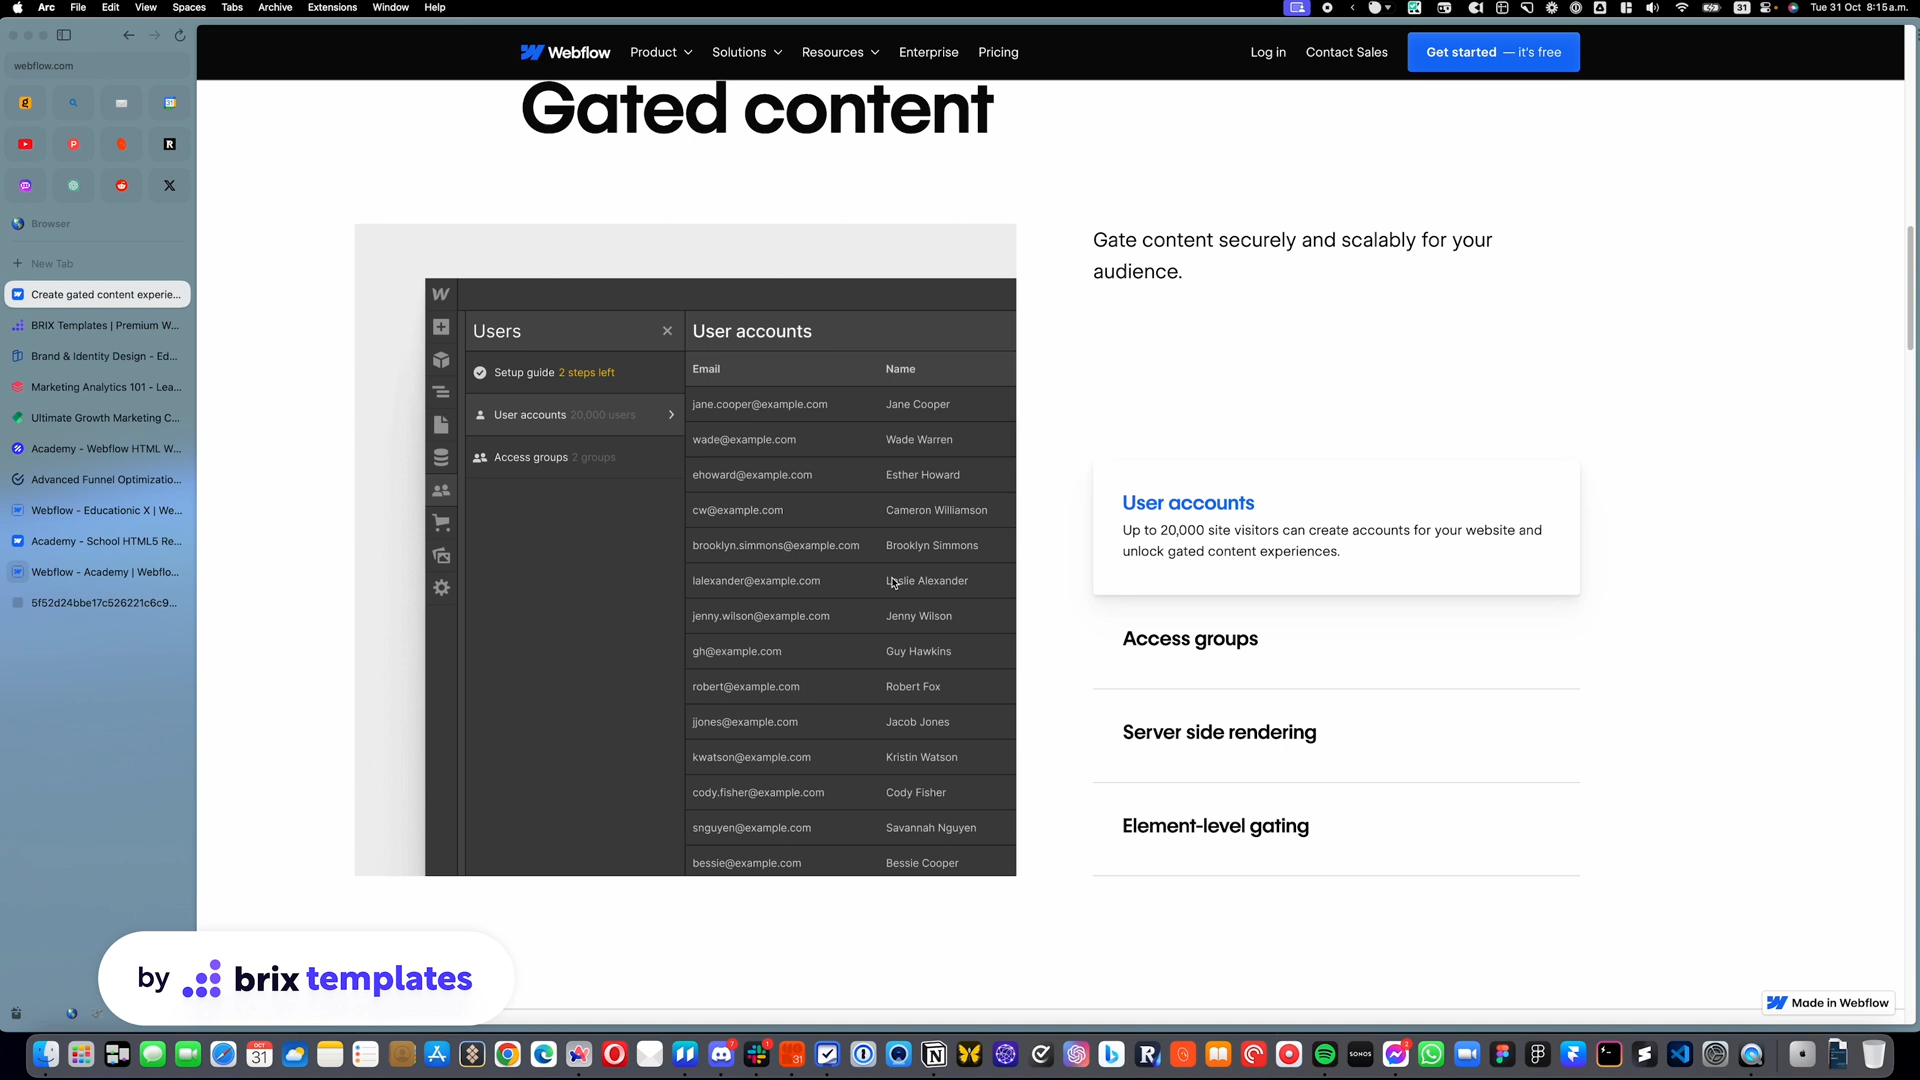 Arc File Edit View Spaces Tabs Archive Extensions Window Help
Tue 31 Oct 8:15 a.m.
webflow.com
Browser
New Tab
Create gated content experie...
BRIX Templates | Premium W...
Brand & Identity Design - Ed...
Marketing Analytics 101 - Lea...
Ultimate Growth Marketing C...
Academy - Webflow HTML W...
Advanced Funnel Optimizatio...
Webflow - Educationic X | We...
Academy - School HTML5 Re...
Webflow - Academy | Webflo...
5f52d24bbe17c526221c6c9...
Webflow Product Solutions Resources Enterprise Pricing
Log in Contact Sales Get started — it's free
Gated content
Gate content securely and scalably for your
audience.
Users
Setup guide 2 steps left
User accounts 20,000 users
Access groups 2 groups
User accounts
Email Name
jane.cooper@example.com Jane Cooper
wade@example.com Wade Warren
ehoward@example.com Esther Howard
cw@example.com Cameron Williamson
brooklyn.simmons@example.com Brooklyn Simmons
lalexander@example.com Leslie Alexander
jenny.wilson@example.com Jenny Wilson
gh@example.com Guy Hawkins
robert@example.com Robert Fox
jjones@example.com Jacob Jones
kwatson@example.com Kristin Watson
cody.fisher@example.com Cody Fisher
snguyen@example.com Savannah Nguyen
bessie@example.com Bessie Cooper
User accounts
Up to 20,000 site visitors can create accounts for your website and
unlock gated content experiences.
Access groups
Server side rendering
Element-level gating
by brix templates
Made in Webflow